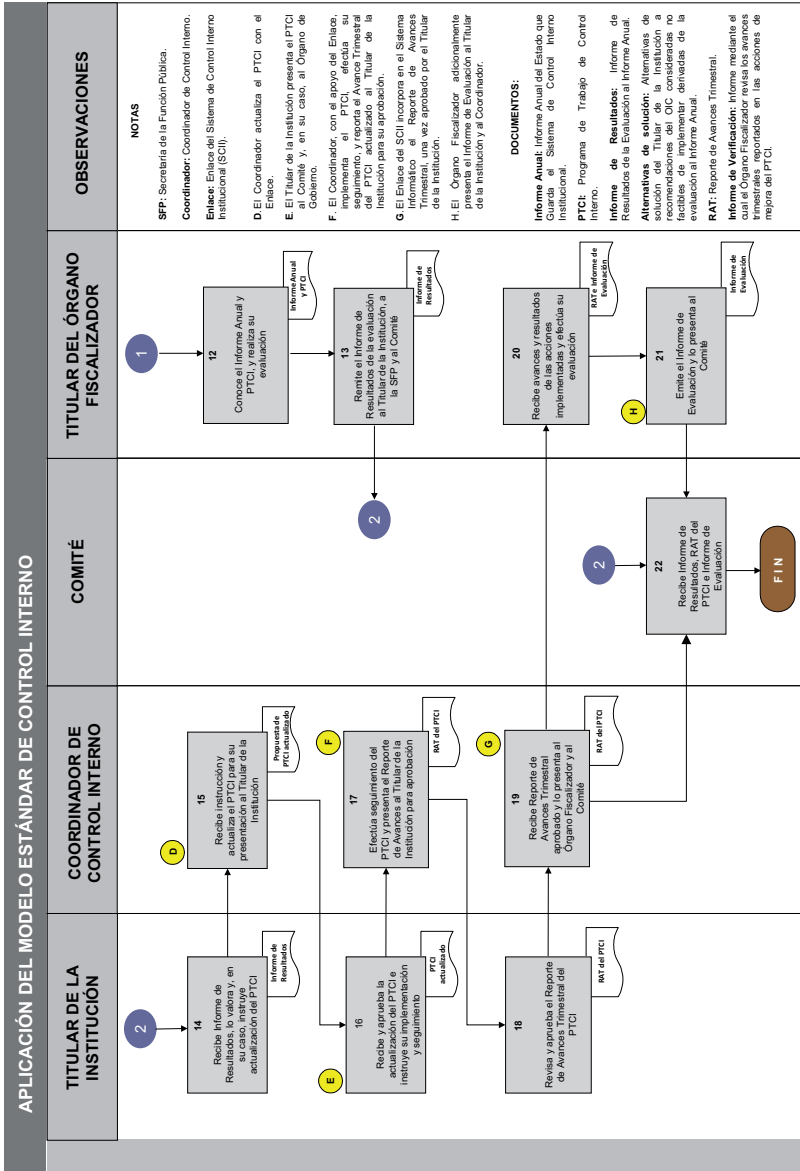 APLICACIÓN DEL MODELO ESTÁNDAR DE CONTROL INTERNO
TITULAR DE LA
INSTITUCIÓN
COORDINADOR DE
CONTROL INTERNO
COMITÉ
TITULAR DEL ÓRGANO
FISCALIZADOR
OBSERVACIONES
2
14
Recibe Informe de
Resultados, lo valora y, en
su caso, instruye
actualización del PTCI
Informe de
Resultados
E
16
Recibe y aprueba la
actualización del PTCI e
instruye su implementación
y seguimiento
PTCI
actualizado
18
Revisa y aprueba el Reporte
de Avances Trimestral del
PTCI
RAT del PTCI
D
15
Recibe instrucción y
actualiza el PTCI para su
presentación al Titular de la
Institución
Propuesta de
PTCI actualizado
F
17
Efectúa seguimiento del
PTCI y presenta el Reporte
de Avances al Titular de la
Institución para aprobación
RAT del PTCI
G
19
Recibe Reporte de
Avances Trimestral
aprobado y lo presenta al
Órgano Fiscalizador y al
Comité
RAT del PTCI
2
2
22
Recibe Informe de
Resultados, RAT del
PTCI e Informe de
Evaluación
FIN
1
12
Conoce el Informe Anual y
PTCI, y realiza su
evaluación
Informe Anual
y PTCI
13
Remite el Informe de
Resultados de la evaluación
al Titular de la Institución, a
la SFP y al Comité
Informe de
Resultados
20
Recibe avances y resultados
de las acciones
implementadas y efectúa su
evaluación
RAT e Informe de
Evaluación
H
21
Emite el Informe de
Evaluación y lo presenta al
Comité
Informe de
Evaluación
NOTAS
SFP: Secretaría de la Función Pública.
Coordinador: Coordinador de Control Interno.
Enlace: Enlace del Sistema de Control Interno
Institucional (SCII).
D. El Coordinador actualiza el PTCI con el
Enlace.
E. El Titular de la Institución presenta el PTCI
al Comité y, en su caso, al Órgano de
Gobierno.
F. El Coordinador, con el apoyo del Enlace,
implementa el PTCI, efectúa su
seguimiento, y reporta el Avance Trimestral
del PTCI actualizado al Titular de la
Institución para su aprobación.
G. El Enlace del SCII incorpora en el Sistema
Informático el Reporte de Avances
Trimestral, una vez aprobado por el Titular
de la Institución.
H. El Órgano Fiscalizador adicionalmente
presenta el Informe de Evaluación al Titular
de la Institución y al Coordinador.
DOCUMENTOS:
Informe Anual: Informe Anual del Estado que
Guarda el Sistema de Control Interno
Institucional.
PTCI: Programa de Trabajo de Control
Interno.
Informe de Resultados: Informe de
Resultados de la Evaluación al Informe Anual.
Alternativas de solución: Alternativas de
solución del Titular de la Institución a
recomendaciones del OIC consideradas no
factibles de implementar derivadas de la
evaluación al Informe Anual.
RAT: Reporte de Avances Trimestral.
Informe de Verificación: Informe mediante el
cual el Órgano Fiscalizador revisa los avances
trimestrales reportados en las acciones de
mejora del PTCI.